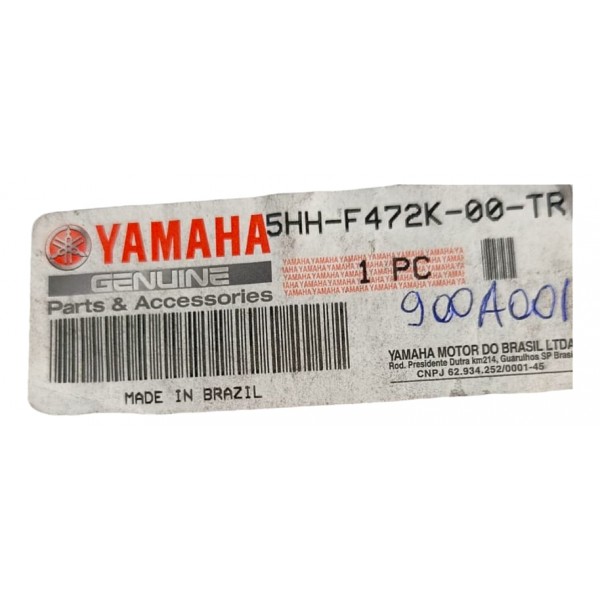 YAMAHA
5HH-F472K-00-TR
GENUINE
Parts & Accessories
1 PC
900A001
YAMAHA MOTOR DO BRASIL LTDA
Rod. Presidente Dutra km214, Guarulhos SP Brasi
CNPJ 62.934.252/0001-45
MADE IN BRAZIL